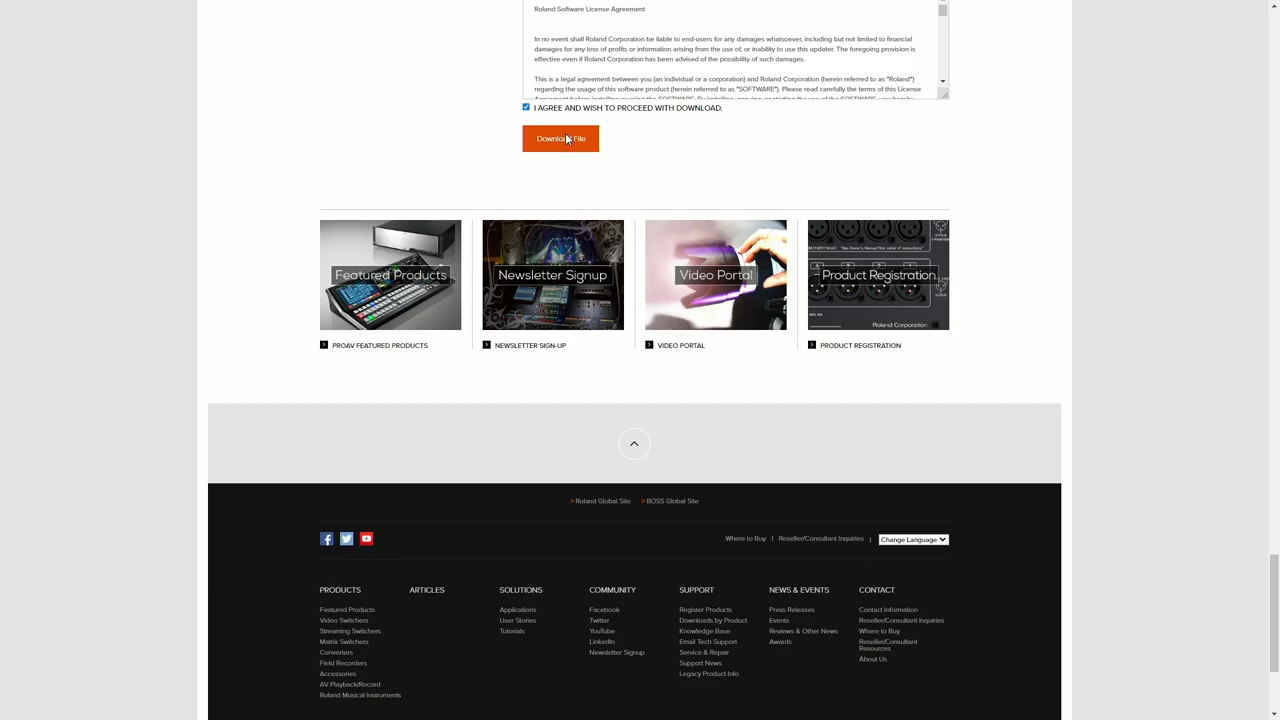 Roland Software License Agreement
In no event shall Roland Corporation be liable to end-users for any damages whatsoever, including but not limited to financial
damages for any loss of profits or information arising from the use of, or inability to use this updater. The foregoing provision is
effective even if Roland Corporation has been advised of the possibility of such damages.
This is a legal agreement between you (an individual or a corporation) and Roland Corporation (herein referred to as "Roland")
regarding the usage of this software product (herein referred to as "SOFTWARE"). Please read carefully the terms of this License
I AGREE AND WISH TO PROCEED WITH DOWNLOAD.
Download File
Featured Products
Newsletter Signup
Video Portal
Product Registration
Roland Corporation
PROAV FEATURED PRODUCTS
NEWSLETTER SIGN-UP
VIDEO PORTAL
PRODUCT REGISTRATION
> Roland Global Site > BOSS Global Site
Where to Buy | Reseller/Consultant Inquiries | Change Language
PRODUCTS
Featured Products
Video Switchers
Streaming Switchers
Matrix Switchers
Converters
Field Recorders
Accessories
AV Playback/Record
Roland Musical Instruments
ARTICLES
SOLUTIONS
Applications
User Stories
Tutorials
COMMUNITY
Facebook
Twitter
YouTube
LinkedIn
Newsletter Signup
SUPPORT
Register Products
Downloads by Product
Knowledge Base
Email Tech Support
Service & Repair
Support News
Legacy Product Info
NEWS & EVENTS
Press Releases
Events
Reviews & Other News
Awards
CONTACT
Contact Information
Reseller/Consultant Inquiries
Where to Buy
Reseller/Consultant
Resources
About Us